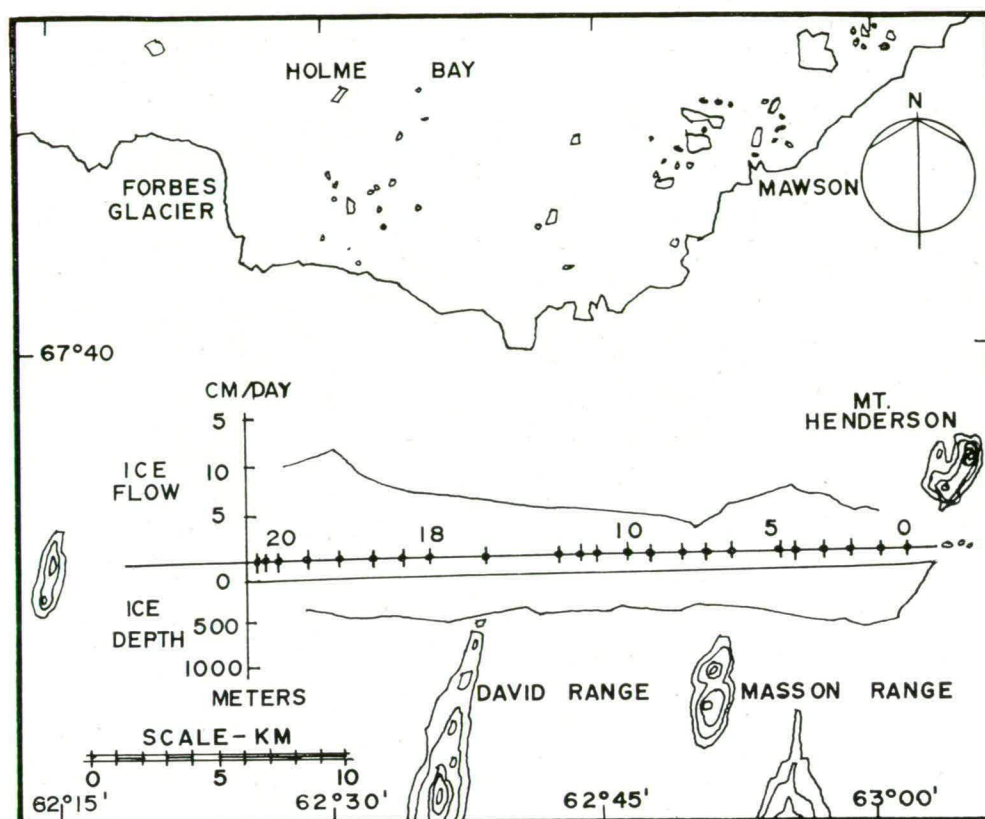 HOLME BAY
N
FORBES
GLACIER
MAWSON
67°40
CM/DAY
5
10
5
ICE
FLOW
MT.
HENDERSON
20 18 10 5 0
0
500
1000
ICE
DEPTH
METERS
DAVID RANGE
MASSON RANGE
SCALE-KM
0 5 10
62°15' 62°30' 62°45' 63°00'